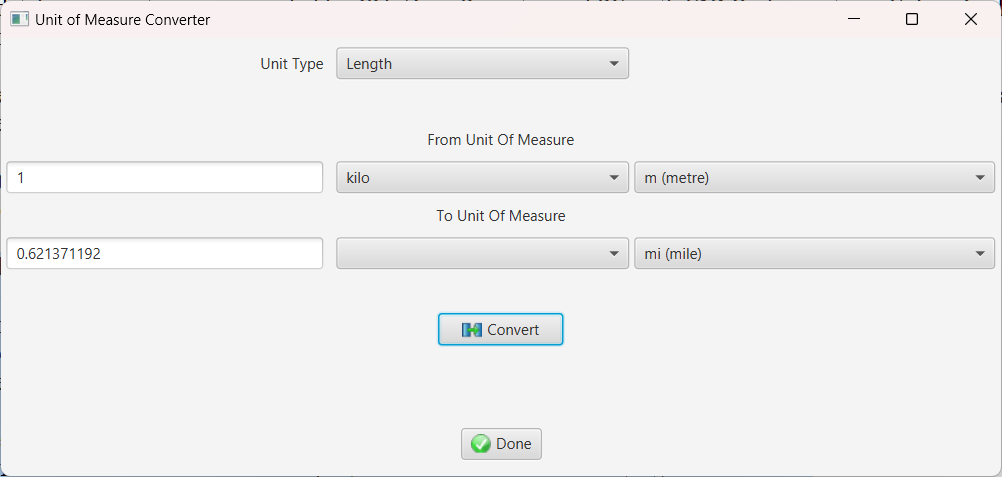 Unit of Measure Converter
Unit Type Length
From Unit Of Measure
1 kilo m (metre)
To Unit Of Measure
0.621371192 mi (mile)
Convert
Done